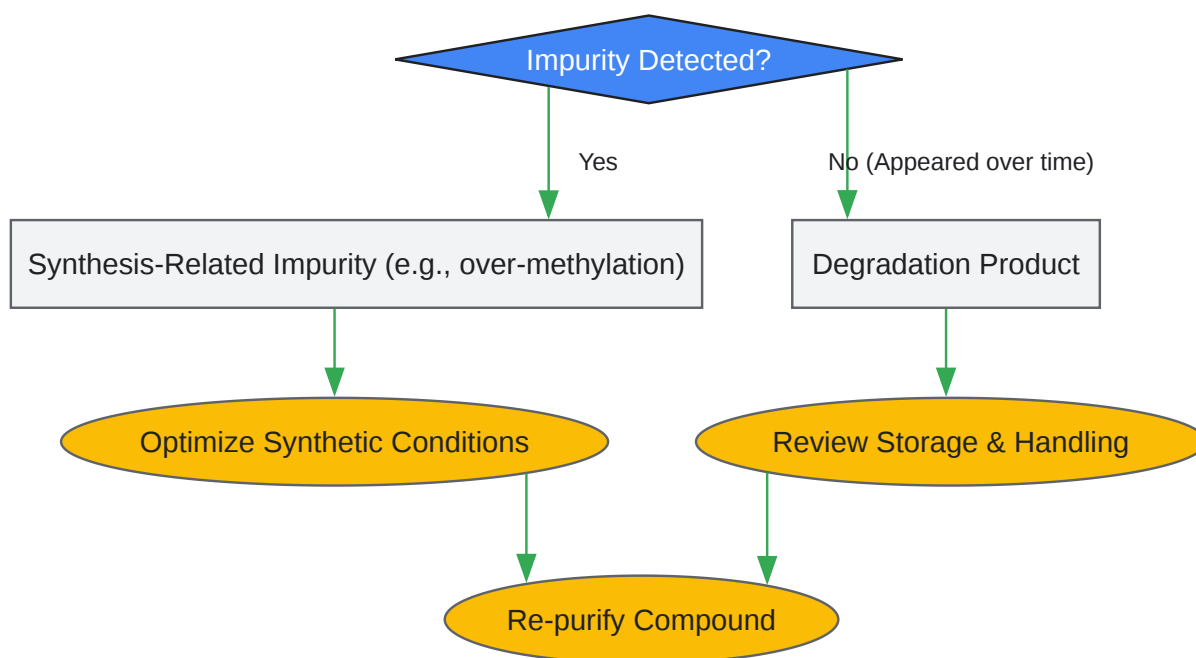 Impurity Detected?
Yes
No (Appeared over time)
Synthesis-Related Impurity (e.g., over-methylation)
Degradation Product
Optimize Synthetic Conditions
Review Storage & Handling
Re-purify Compound